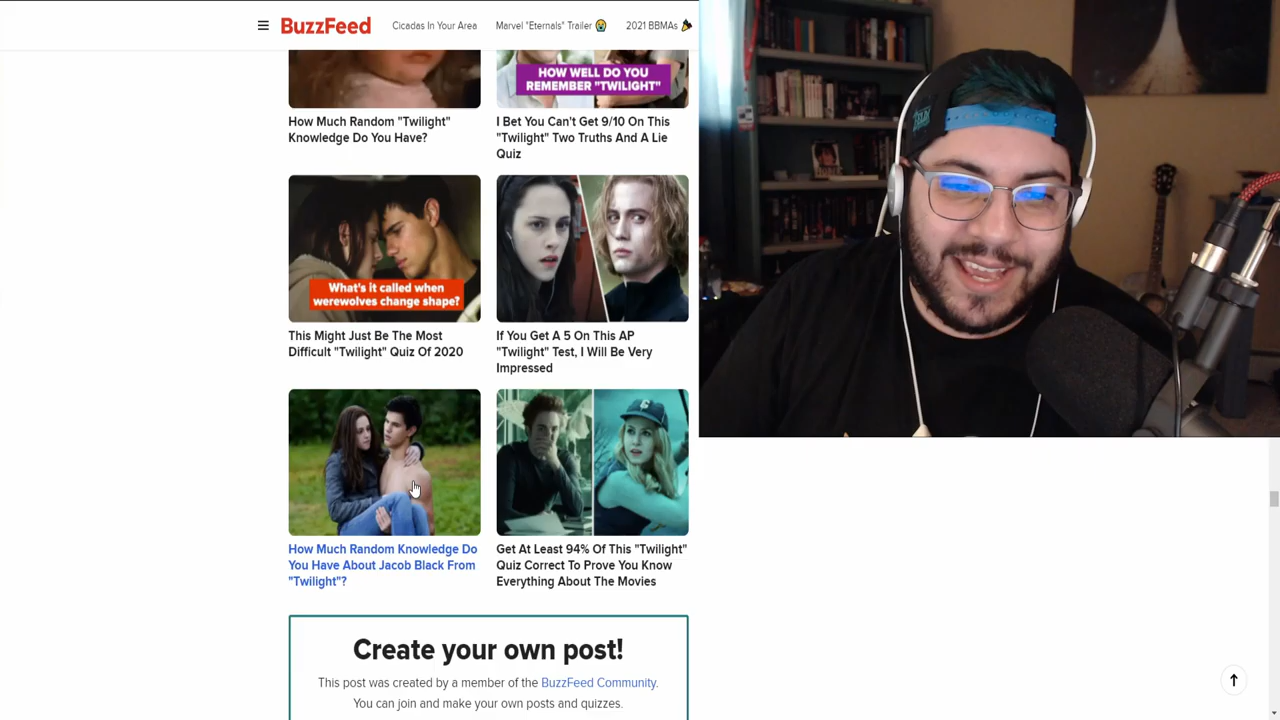 BuzzFeed
Cicadas In Your Area
Marvel "Eternals" Trailer 😭
2021 BBMAs 🎉
HOW WELL DO YOU
REMEMBER "TWILIGHT"
How Much Random "Twilight"
Knowledge Do You Have?
I Bet You Can't Get 9/10 On This
"Twilight" Two Truths And A Lie
Quiz
What's it called when
werewolves change shape?
This Might Just Be The Most
Difficult "Twilight" Quiz Of 2020
If You Get A 5 On This AP
"Twilight" Test, I Will Be Very
Impressed
How Much Random Knowledge Do
You Have About Jacob Black From
"Twilight"?
Get At Least 94% Of This "Twilight"
Quiz Correct To Prove You Know
Everything About The Movies
Create your own post!
This post was created by a member of the BuzzFeed Community.
You can join and make your own posts and quizzes.